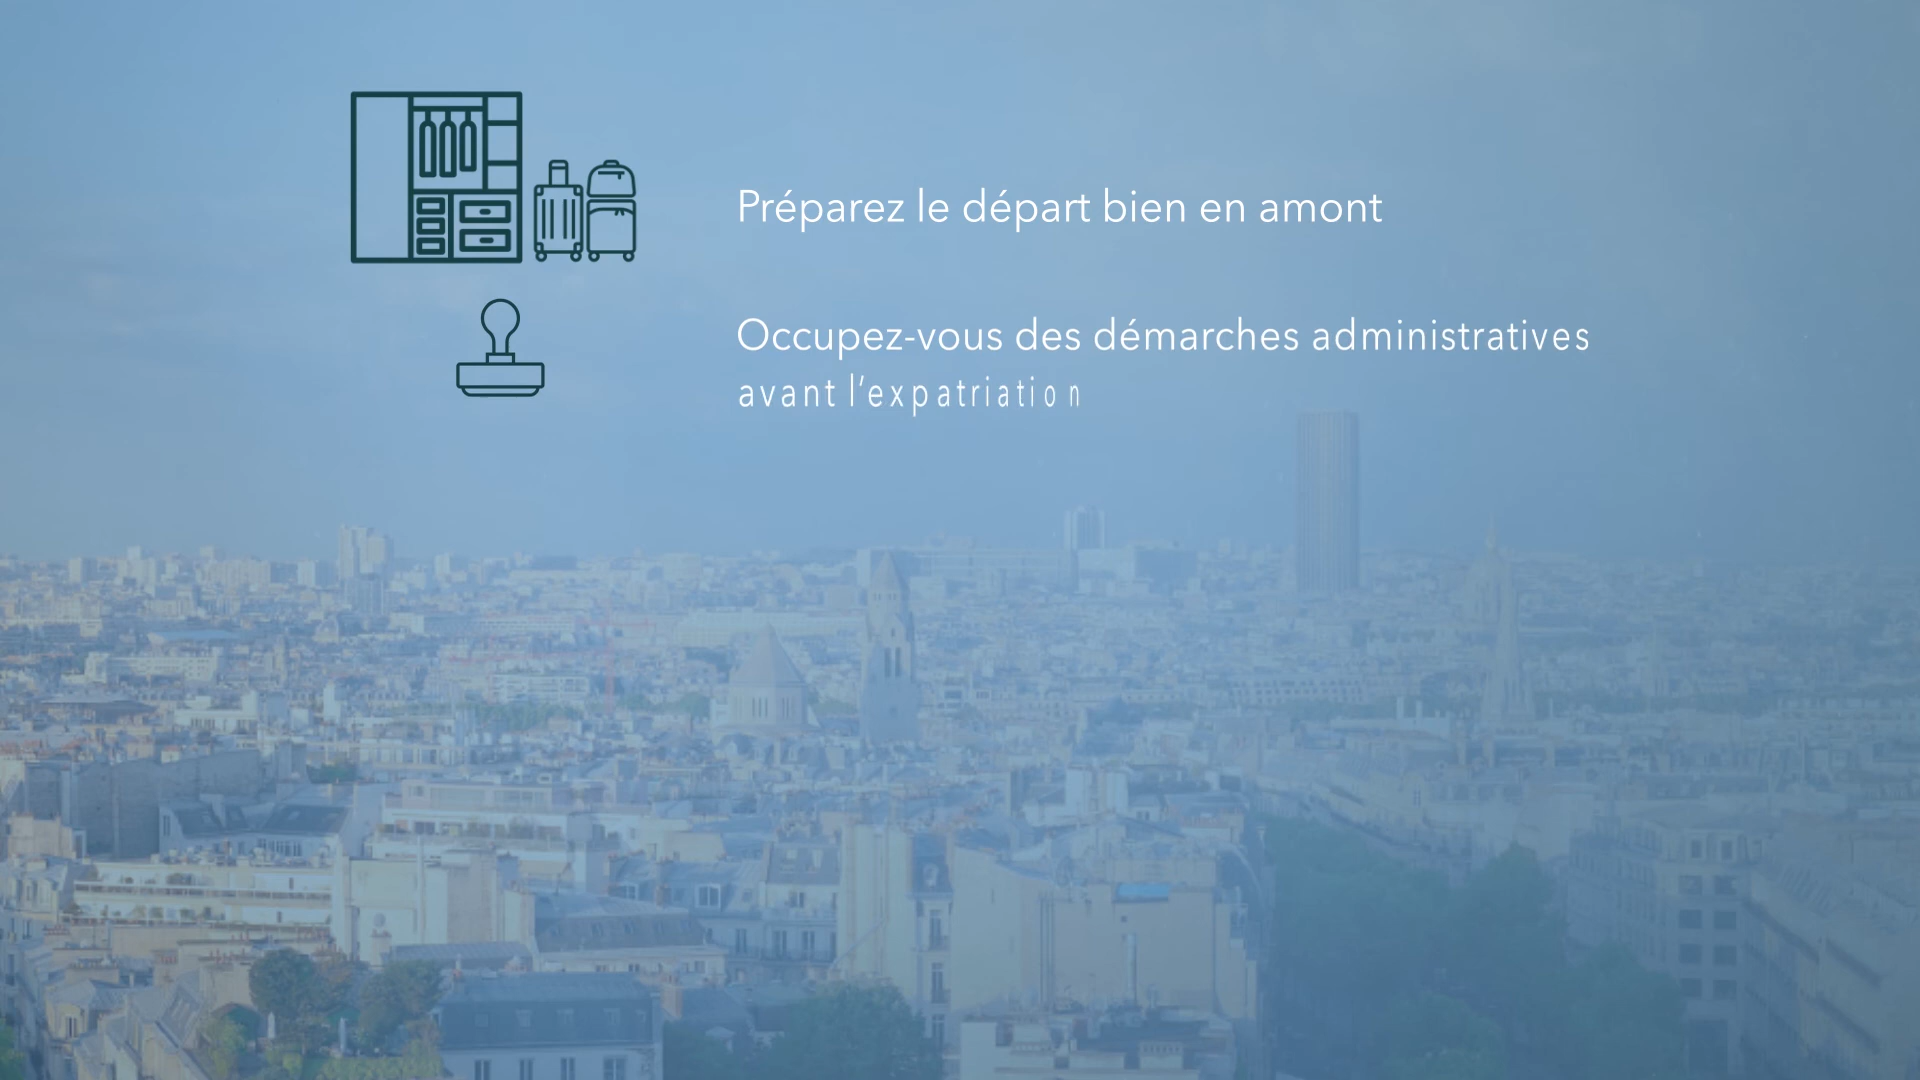 Préparez le départ bien en amont
Occupez-vous des démarches administratives
avant l’expatriation